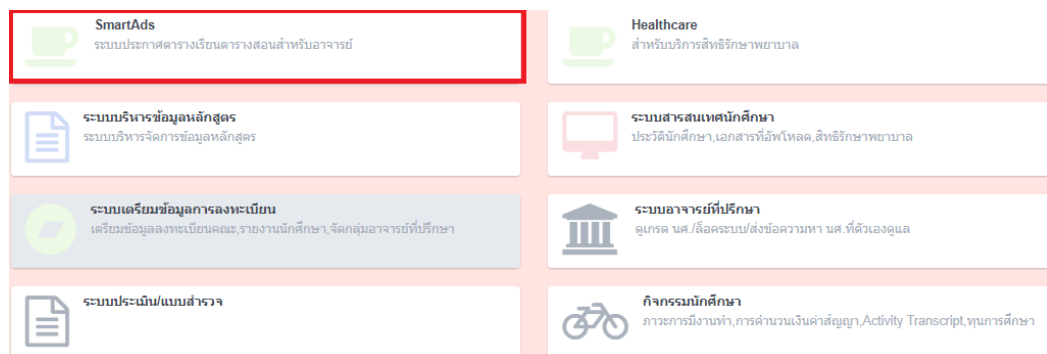 SmartAds
ระบบประกาศตารางเรียนตารางสอนสำหรับอาจารย์
Healthcare
สำหรับบริการสิทธิรักษาพยาบาล
ระบบบริหารข้อมูลหลักสูตร
ระบบบริหารจัดการข้อมูลหลักสูตร
ระบบสารสนเทศนักศึกษา
ประวัตินักศึกษา,เอกสารที่อัพโหลด,สิทธิรักษาพยาบาล
ระบบเตรียมข้อมูลการลงทะเบียน
เตรียมข้อมูลลงทะเบียนคณะ,รายงานนักศึกษา,จัดกลุ่มอาจารย์ที่ปรึกษา
ระบบอาจารย์ที่ปรึกษา
ดูเกรด นศ./ล็อคระบบ/ส่งข้อความหา นศ.ที่ตัวเองดูแล
ระบบประเมิน/แบบสำรวจ
กิจกรรมนักศึกษา
ภาวะการมีงานทำ,การคำนวนเงินค่าสัญญา,Activity Transcript,ทุนการศึกษา